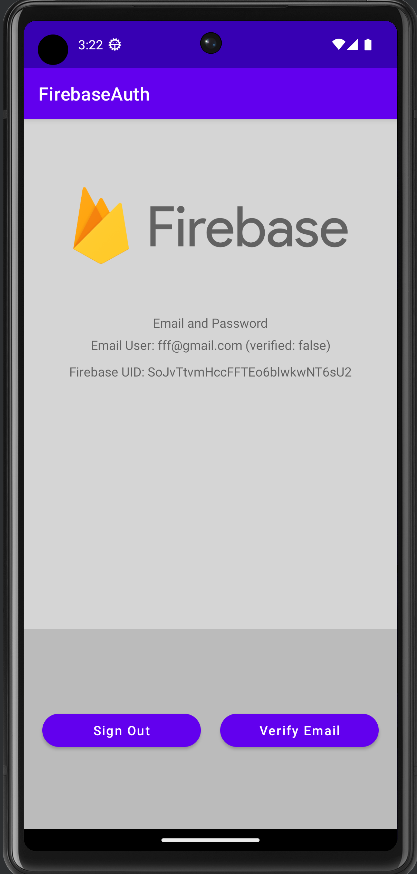 3:22
FirebaseAuth
Firebase
Email and Password
Email User: fff@gmail.com (verified: false)
Firebase UID: SoJvTtvmHccFFTEo6blwkwNT6sU2
Sign Out
Verify Email